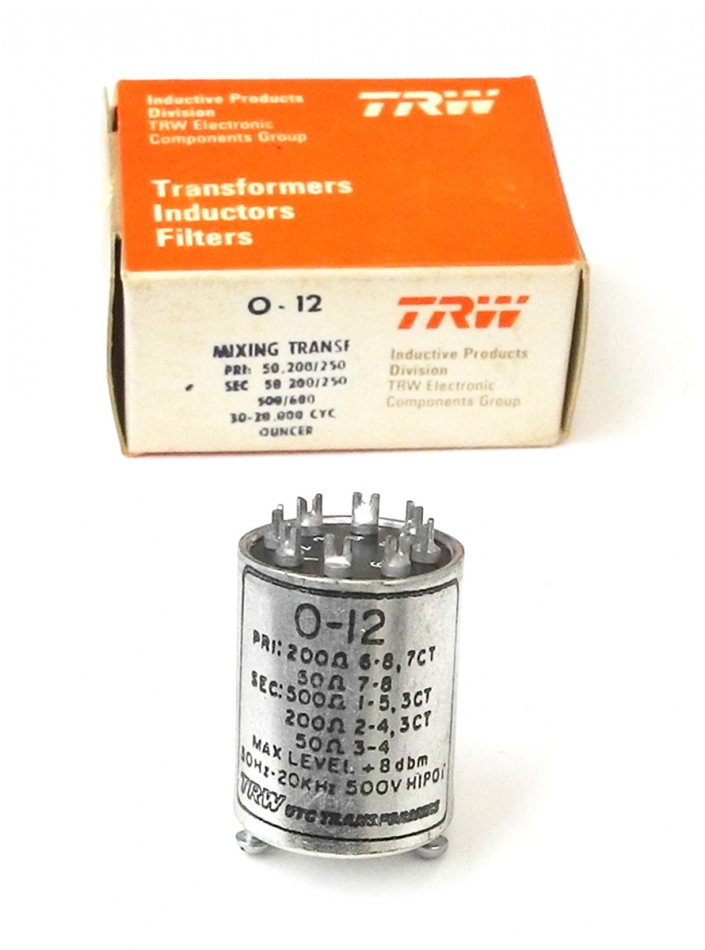 Inductive Products
Division
TRW Electronic
Components Group
TRW
Transformers
Inductors
Filters
O - 12
MIXING TRANSF
PRI: 50,200/250
SEC 50 200/250
500/600
30-20,000 CYC
OUNCER
TRW
Inductive Products
Division
TRW Electronic
Components Group
O-12
PRI: 200Ω 6-8, 7CT
50Ω 7-8
SEC: 500Ω 1-5, 3CT
200Ω 2-4, 3CT
50Ω 3-4
MAX LEVEL +8dbm
30Hz-20KHz 500V HIPOT
TRW UTC TRANSFORMERS